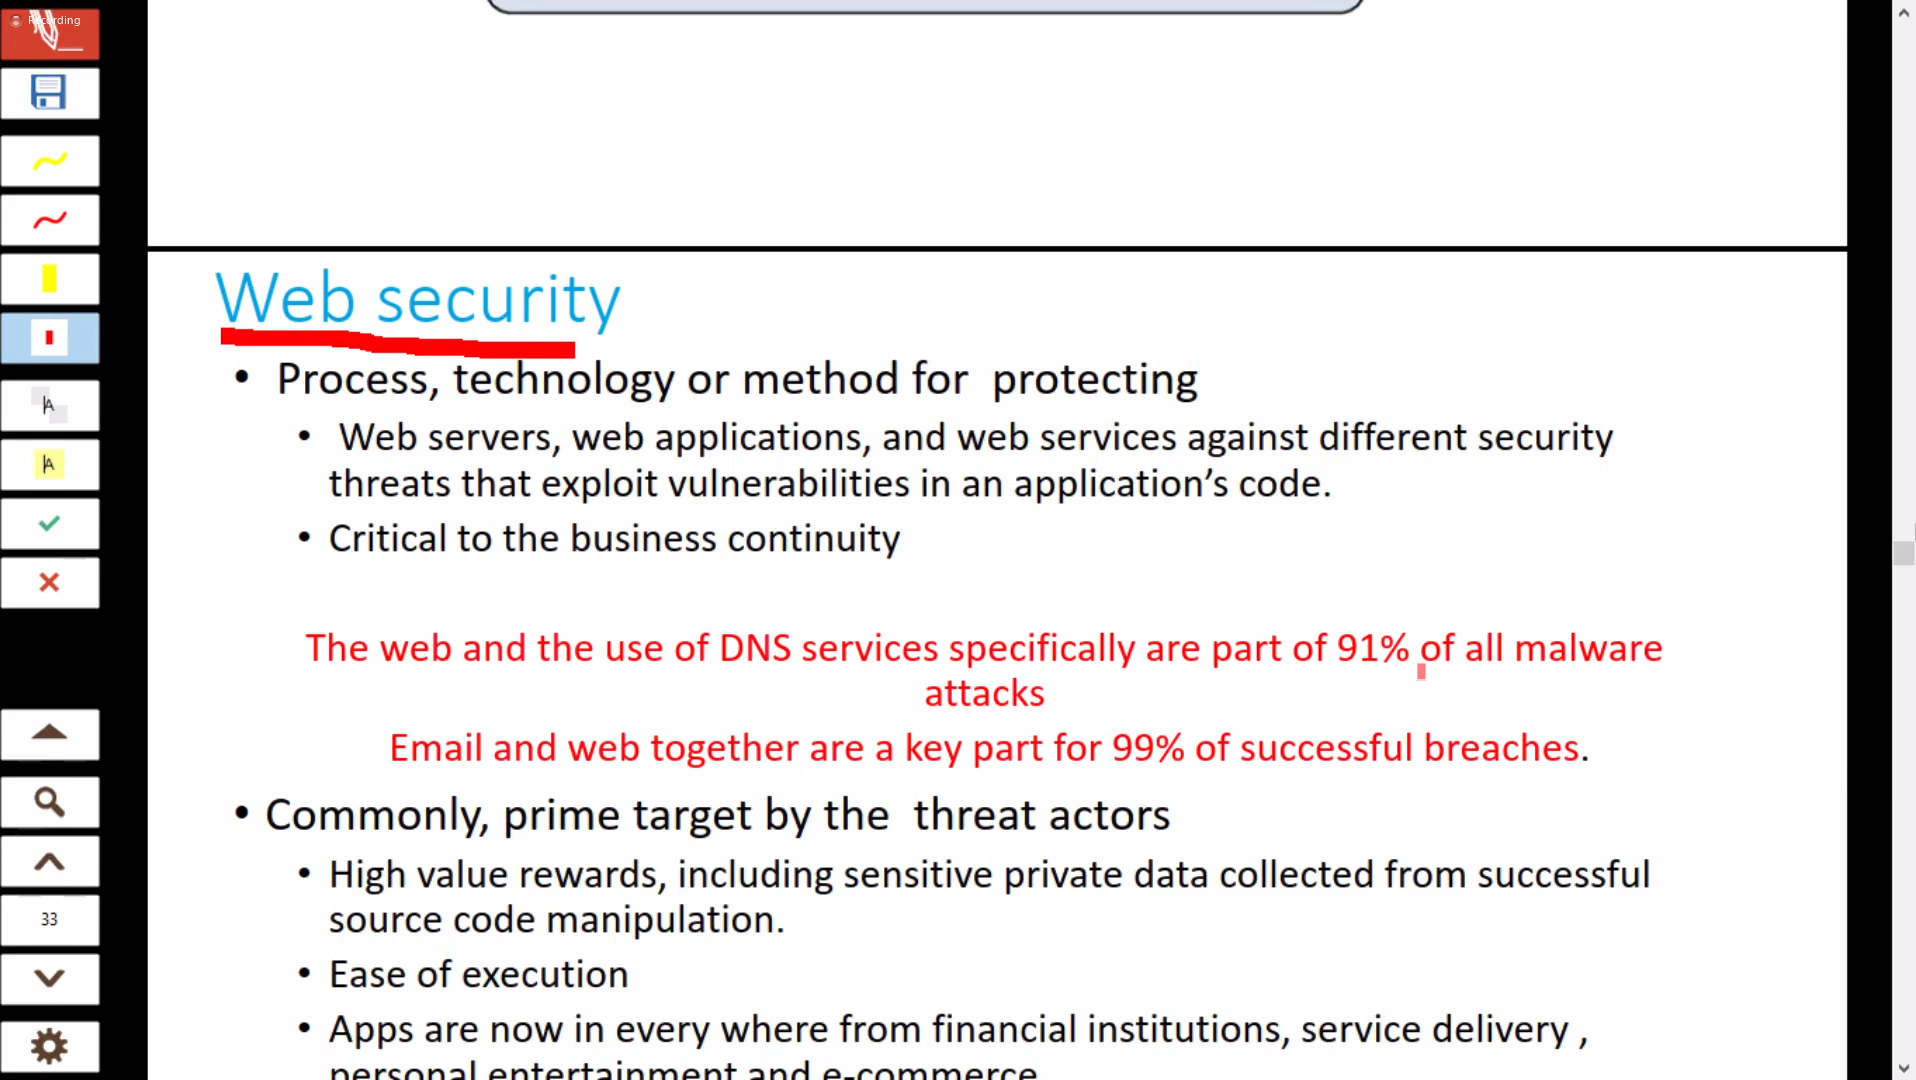 Recording
Web security
• Process, technology or method for  protecting
•  Web servers, web applications, and web services against different security
threats that exploit vulnerabilities in an application’s code.
• Critical to the business continuity
The web and the use of DNS services specifically are part of 91% of all malware
attacks
Email and web together are a key part for 99% of successful breaches.
• Commonly, prime target by the  threat actors
• High value rewards, including sensitive private data collected from successful
source code manipulation.
• Ease of execution
• Apps are now in every where from financial institutions, service delivery ,
personal entertainment and e-commerce
A
A
33